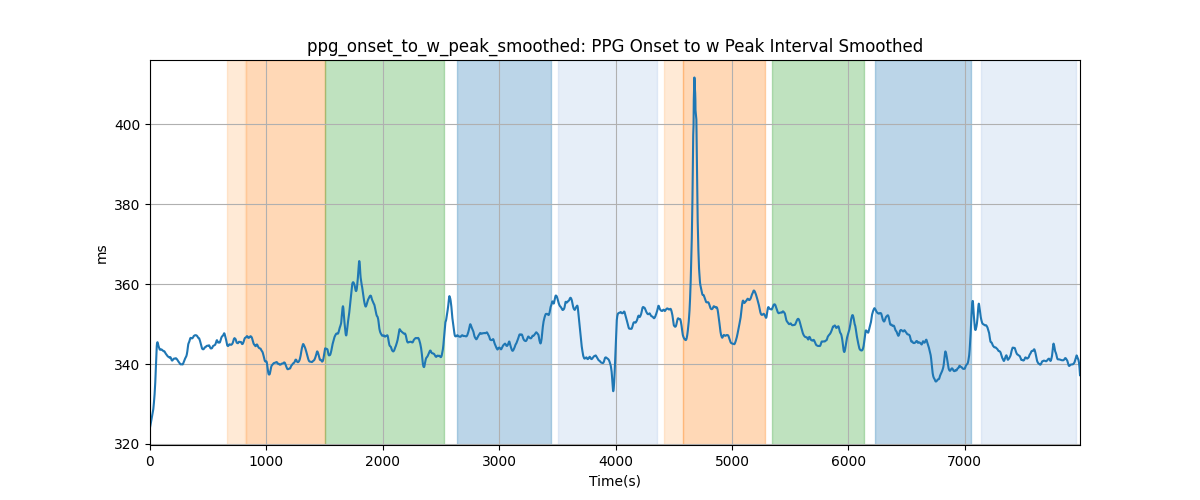 ppg_onset_to_w_peak_smoothed: PPG Onset to w Peak Interval Smoothed
400
380
360
340
320
ms
0 1000 2000 3000 4000 5000 6000 7000
Time(s)